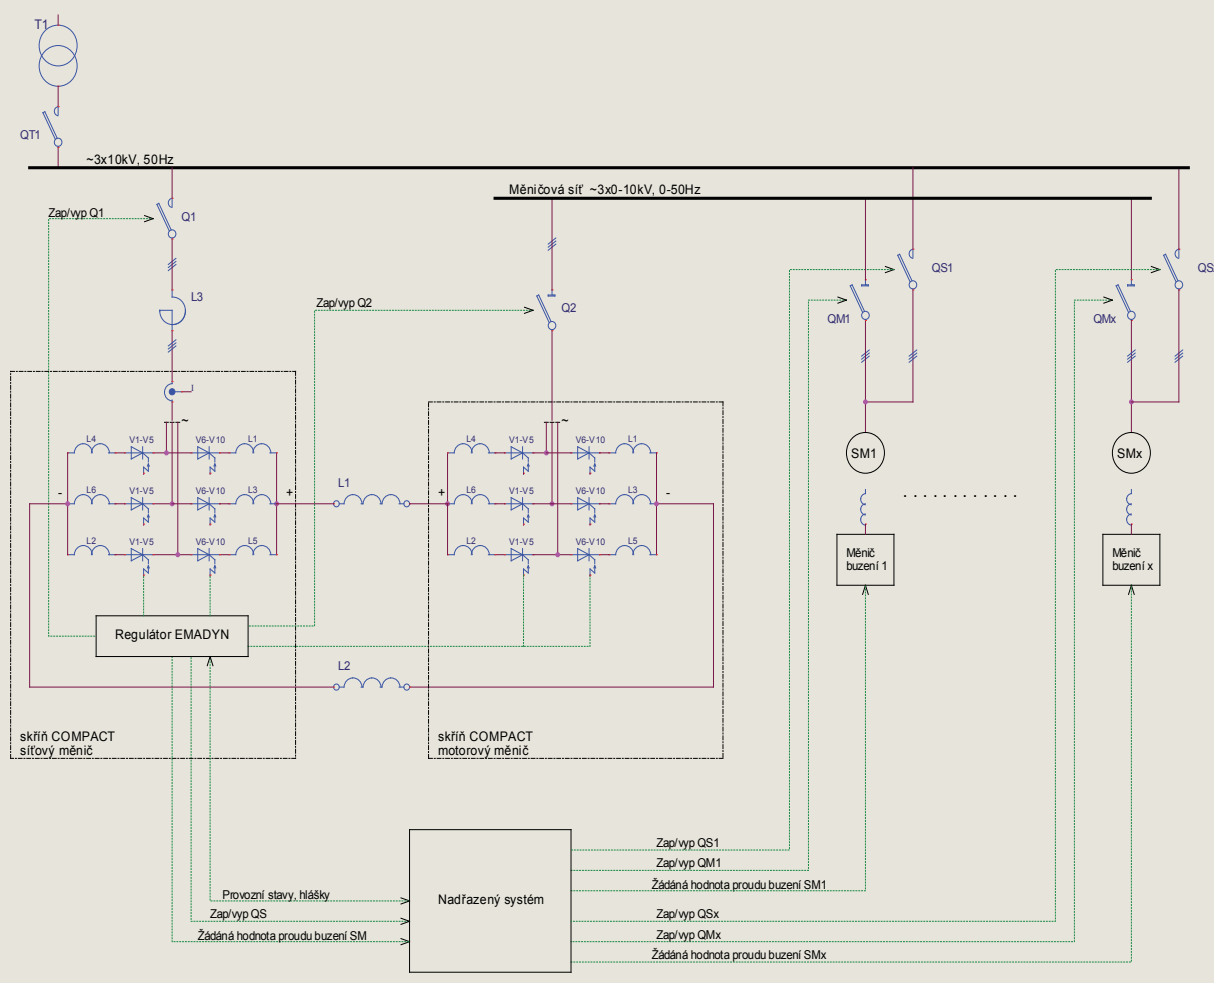 T1
QT1
~3x10kV, 50Hz
Měničová síť ~3x0-10kV, 0-50Hz
Zap/vyp Q1
Q1
L3
Zap/vyp Q2
Q2
QS1
QM1
QS
QMx
I
~
~
L4
V1-V5
V6-V10
L1
L6
V1-V5
V6-V10
L3
L2
V1-V5
V6-V10
L5
-
+
L1
L4
V1-V5
V6-V10
L1
L6
V1-V5
V6-V10
L3
L2
V1-V5
V6-V10
L5
+
-
SM1
SMx
. . . . . . . . . . . .
Měnič
buzení 1
Měnič
buzení x
Regulátor EMADYN
L2
skříň COMPACT
síťový měnič
skříň COMPACT
motorový měnič
Nadřazený systém
Provozní stavy, hlášky
Zap/vyp QS
Žádáná hodnota proudu buzení SM
Zap/vyp QS1
Zap/vyp QM1
Žádáná hodnota proudu buzení SM1
Zap/vyp QSx
Zap/vyp QMx
Žádáná hodnota proudu buzení SMx